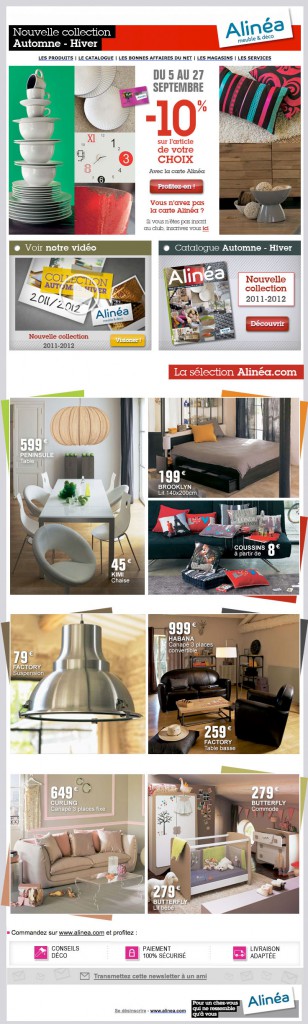 Nouvelle collection
Automne - Hiver
Alinéa
meuble & déco
LES PRODUITS | LE CATALOGUE | LES BONNES AFFAIRES DU NET | LES MAGASINS | LES SERVICES
DU 5 AU 27
SEPTEMBRE
-10%
sur l'article
de votre
CHOIX
Avec la carte Alinéa
Profitez-en !
Vous n'avez pas
la carte Alinéa ?
Si vous n'êtes pas inscrit
au club, inscrivez vous ici
Voir notre vidéo
COLLECTION
AUTOMNE-HIVER
2011/2012
Alinéa
Nouvelle collection
2011-2012
Visionner !
Catalogue Automne - Hiver
Alinéa
Nouvelle
collection
2011-2012
Découvrir
La sélection Alinéa.com
599€
PENINSULE
Table
45€
KIMI
Chaise
199€
BROOKLYN
Lit 140x200cm
COUSSINS
à partir de 8€
79€
FACTORY
Suspension
999€
HABANA
Canapé 3 places
convertible
259€
FACTORY
Table basse
649€
CURLING
Canapé 3 places fixe
279€
BUTTERFLY
Commode
279€
BUTTERFLY
Lit bébé
Commandez sur www.alinea.com et profitez :
CONSEILS
DÉCO
PAIEMENT
100% SÉCURISÉ
LIVRAISON
ADAPTÉE
Transmettez cette newsletter à un ami
Se désinscrire - www.alinea.com
Pour un chez-vous
qui ne ressemble
qu'à vous
Alinéa